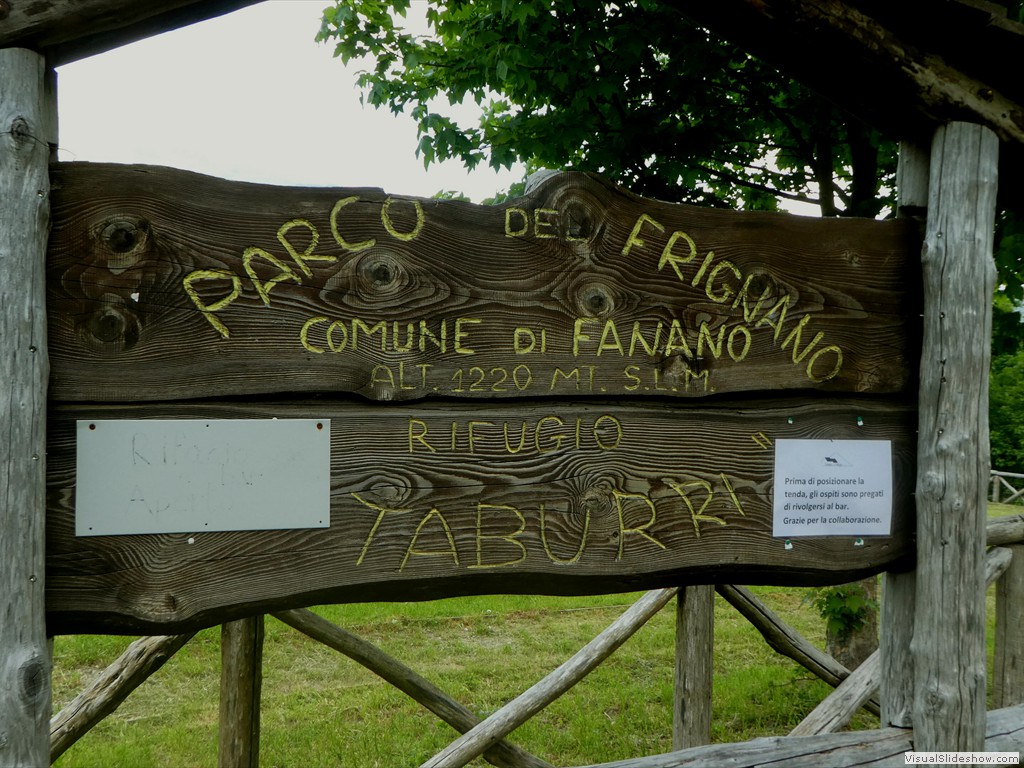 PARCO DEL FRIGNANO
COMUNE DI FANANO
ALT. 1220 MT. S.L.M.
RIFUGIO
"TABURRI"
Prima di posizionare la
tenda, gli ospiti sono pregati
di rivolgersi al bar.
Grazie per la collaborazione.
VisualSlideshow.com